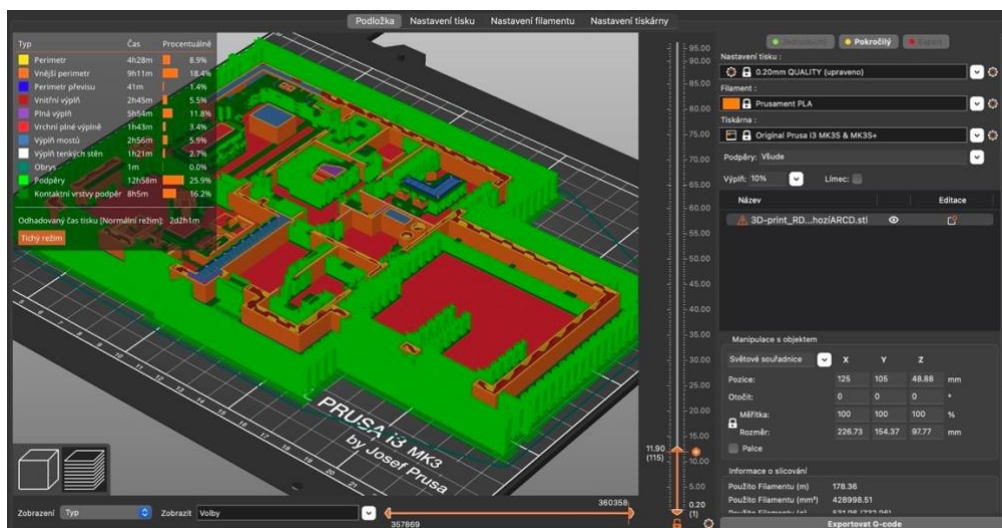 Podložka Nastavení tisku Nastavení filamentu Nastavení tiskárny
Typ Čas Procentuálně
Perimetr 4h28m 8.9%
Vnější perimetr 9h11m 18.4%
Perimetr převisu 41m 1.4%
Vnitřní výplň 2h45m 5.5%
Plná výplň 5h54m 11.8%
Vrchní plné výplně 1h43m 3.4%
Výplň mostů 2h56m 5.9%
Výplň tenkých stěn 1h21m 2.7%
Obrys 1m 0.0%
Podpěry 12h58m 25.9%
Kontaktní vrstvy podpěr 8h5m 16.2%
Odhadovaný čas tisku [Normální režim]: 2d2h1m
Tichý režim
PRUSA i3 MK3
by Josef Prusa
95.00
90.00
85.00
80.00
75.00
70.00
65.00
60.00
55.00
50.00
45.00
40.00
35.00
30.00
25.00
20.00
15.00
11.90
(115)
10.00
5.00
0.20
(1)
Zobrazení Typ Zobrazit Volby
360358
357869
Pokročilý Expert
Nastavení tisku :
0.20mm QUALITY (upraveno)
Filament :
Prusament PLA
Tiskárna :
Original Prusa i3 MK3S & MK3S+
Podpěry: Všude
Výplň: 10% Límec:
Název Editace
3D-print_RD...hozíARCD.stl
Manipulace s objektem
Světové souřadnice X Y Z
Pozice: 125 105 48.88 mm
Otočit: 0 0 0 °
Měřítka: 100 100 100 %
Rozměr: 226.73 154.37 97.77 mm
Palce
Informace o slicování
Použito Filamentu (m) 178.36
Použito Filamentu (mm³) 428998.51
Exportovat G-code